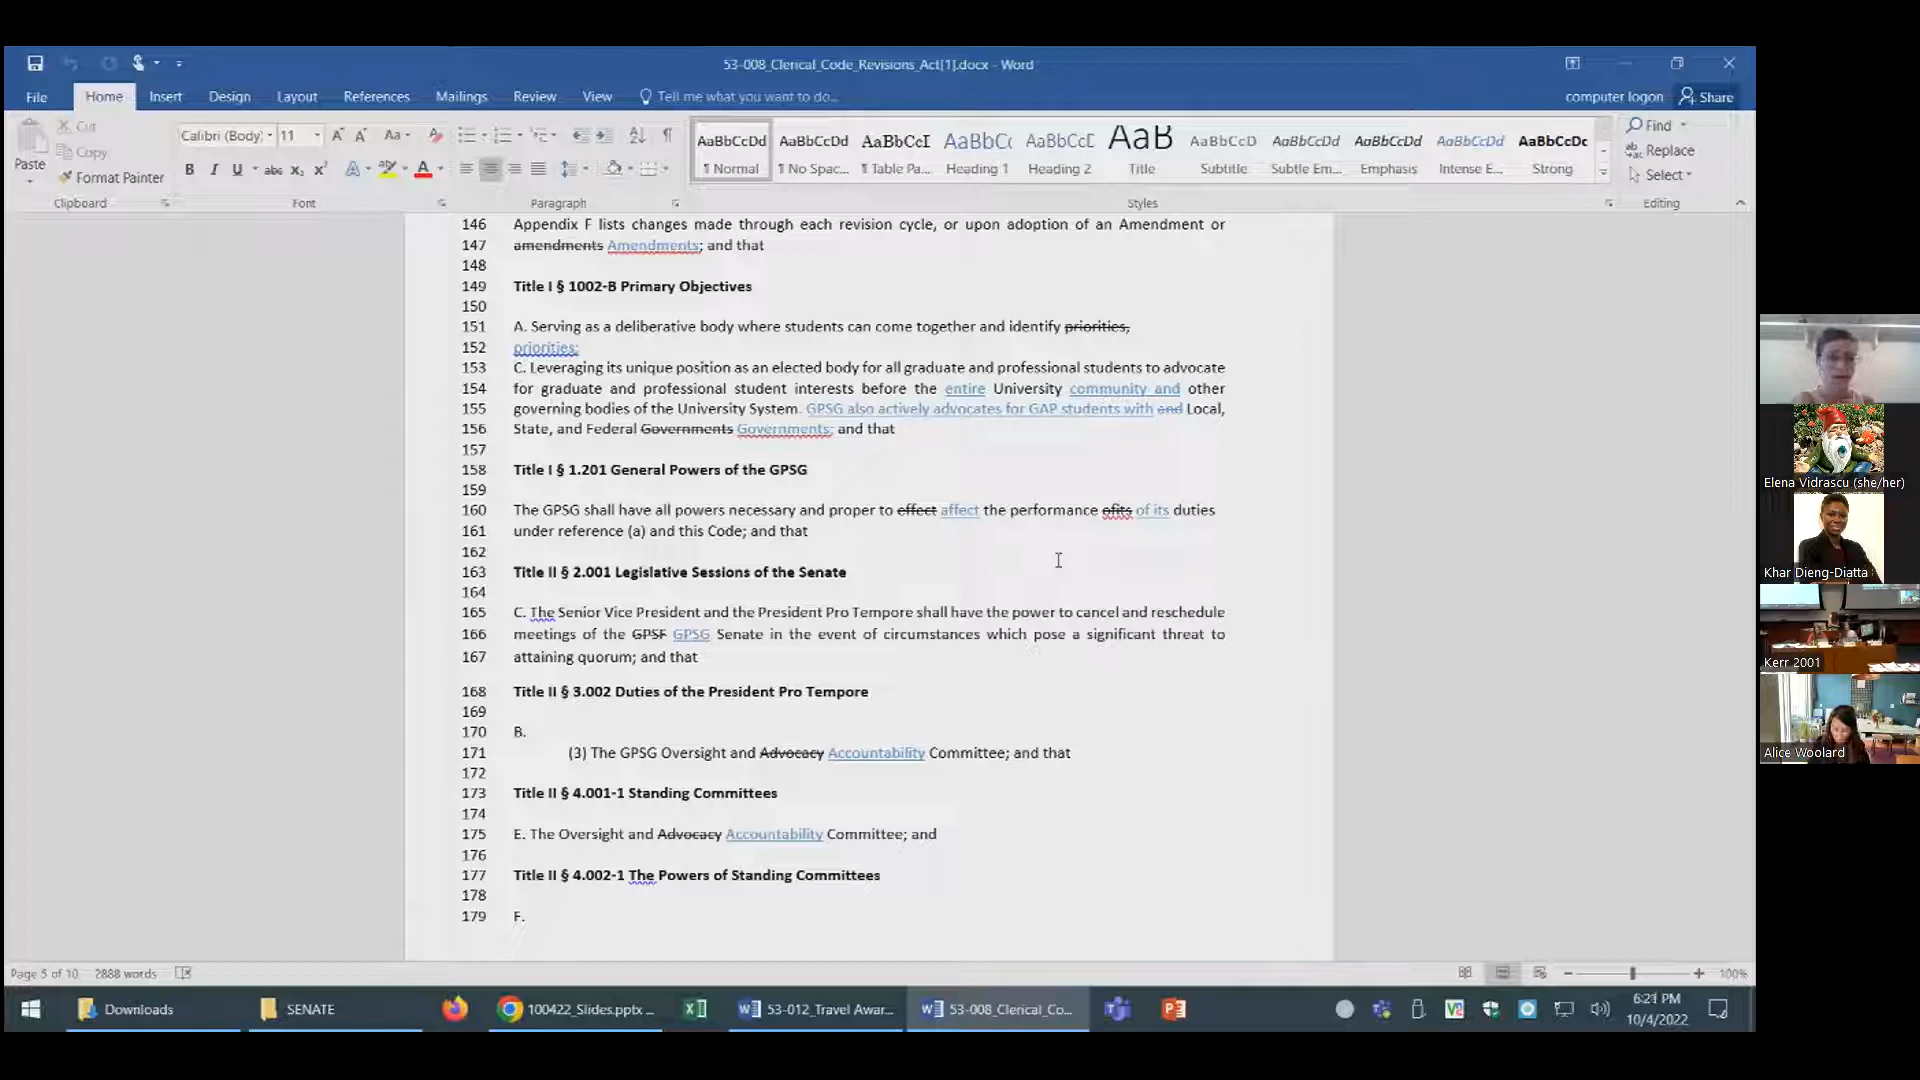 53-008_Clerical_Code_Revisions_Act[1].docx - Word
File Home Insert Design Layout References Mailings Review View Tell me what you want to do... computer logon Share
Paste Cut Copy Format Painter
Calibri (Body) 11
AaBbCcDd AaBbCcDd AaBbCcI AaBbC AaBbCcE AaB AaBbCcD AaBbCcDd AaBbCcDd AaBbCcDd AaBbCcDc
¶ Normal ¶ No Spac... ¶ Table Pa... Heading 1 Heading 2 Title Subtitle Subtle Em... Emphasis Intense E... Strong
Find Replace Select
Clipboard Font Paragraph Styles Editing
146 Appendix F lists changes made through each revision cycle, or upon adoption of an Amendment or
147 amendments Amendments; and that
148
149 Title I § 1002-B Primary Objectives
150
151 A. Serving as a deliberative body where students can come together and identify priorities,
152 priorities;
153 C. Leveraging its unique position as an elected body for all graduate and professional students to advocate
154 for graduate and professional student interests before the entire University community and other
155 governing bodies of the University System. GPSG also actively advocates for GAP students with and Local,
156 State, and Federal Governments Governments; and that
157
158 Title I § 1.201 General Powers of the GPSG
159
160 The GPSG shall have all powers necessary and proper to effect affect the performance ofits of its duties
161 under reference (a) and this Code; and that
162
163 Title II § 2.001 Legislative Sessions of the Senate
164
165 C. The Senior Vice President and the President Pro Tempore shall have the power to cancel and reschedule
166 meetings of the GPSF GPSG Senate in the event of circumstances which pose a significant threat to
167 attaining quorum; and that
168 Title II § 3.002 Duties of the President Pro Tempore
169
170 B.
171 (3) The GPSG Oversight and Advocacy Accountability Committee; and that
172
173 Title II § 4.001-1 Standing Committees
174
175 E. The Oversight and Advocacy Accountability Committee; and
176
177 Title II § 4.002-1 The Powers of Standing Committees
178
179 F.
Elena Vidrascu (she/her)
Khar Dieng-Diatta
Kerr 2001
Alice Woolard
Page 5 of 10 2888 words 100%
Downloads SENATE 100422_Slides.pptx ... 53-012_Travel Awar... 53-008_Clerical_Co...
6:21 PM
10/4/2022